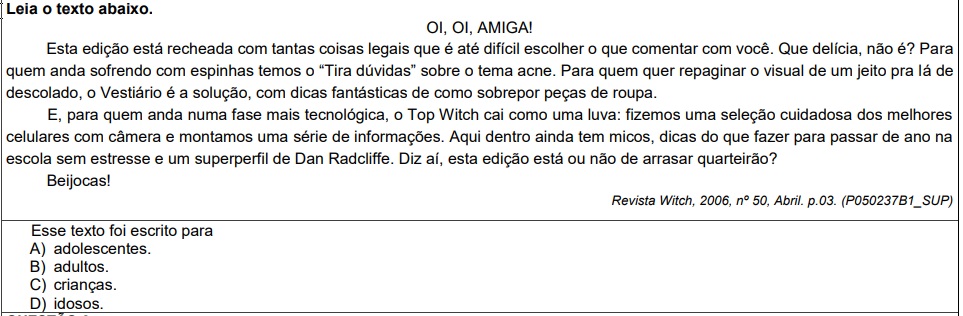 Leia o texto abaixo.
OI, OI, AMIGA!
Esta edição está recheada com tantas coisas legais que é até difícil escolher o que comentar com você. Que delícia, não é? Para
quem anda sofrendo com espinhas temos o “Tira dúvidas” sobre o tema acne. Para quem quer repaginar o visual de um jeito pra lá de
descolado, o Vestiário é a solução, com dicas fantásticas de como sobrepor peças de roupa.
E, para quem anda numa fase mais tecnológica, o Top Witch cai como uma luva: fizemos uma seleção cuidadosa dos melhores
celulares com câmera e montamos uma série de informações. Aqui dentro ainda tem micos, dicas do que fazer para passar de ano na
escola sem estresse e um superperfil de Dan Radcliffe. Diz aí, esta edição está ou não de arrasar quarteirão?
Beijocas!
Revista Witch, 2006, nº 50, Abril. p.03. (P050237B1_SUP)
Esse texto foi escrito para
A) adolescentes.
B) adultos.
C) crianças.
D) idosos.